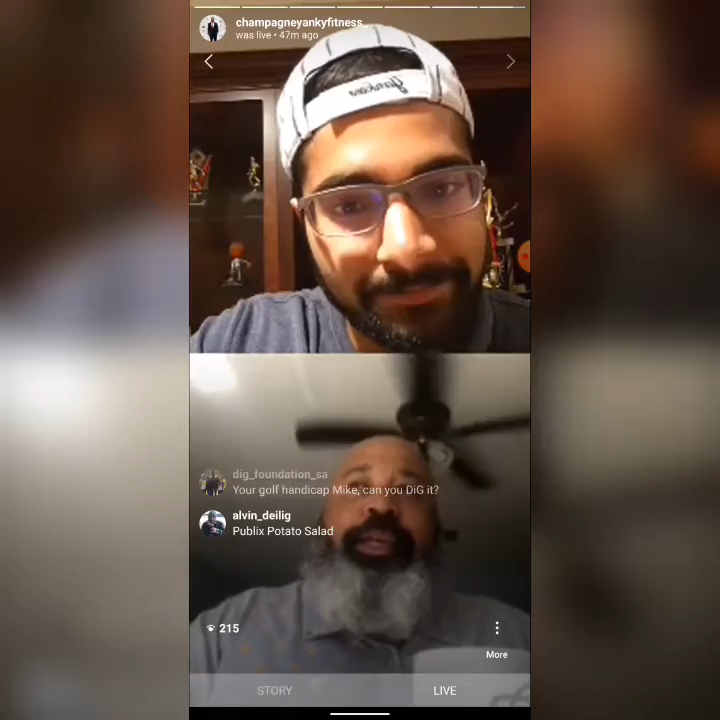 champagneyankyfitness
was live • 47m ago
Yankees
dig_foundation_sa
Your golf handicap Mike, can you DiG it?
alvin_deilig
Publix Potato Salad
215
More
STORY
LIVE